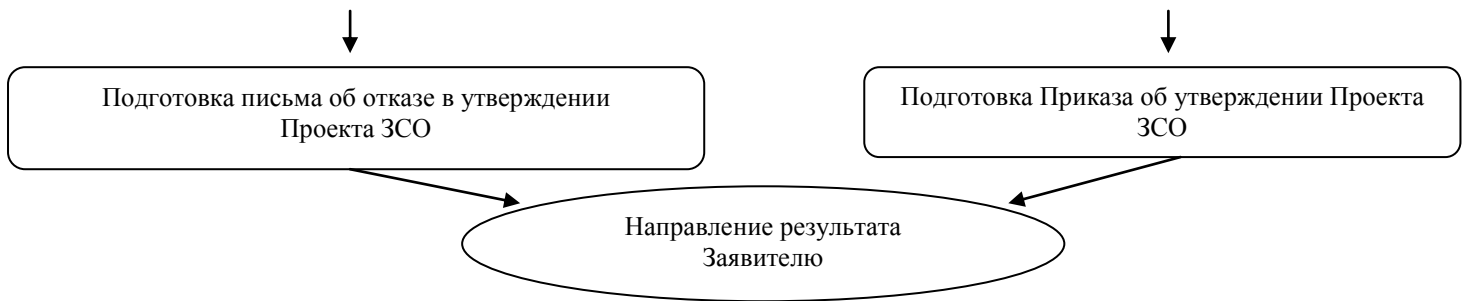 Подготовка письма об отказе в утверждении
Проекта ЗСО
Подготовка Приказа об утверждении Проекта
ЗСО
Направление результата
Заявителю